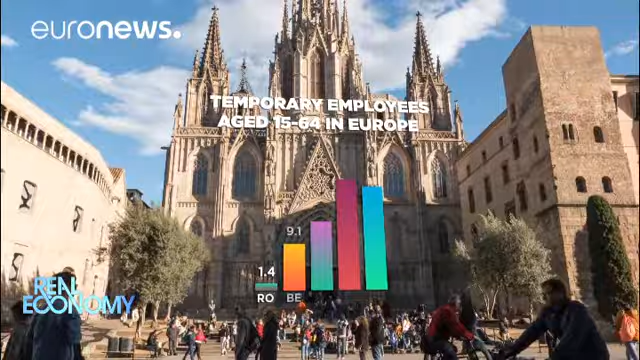 euronews.
TEMPORARY EMPLOYEES
AGED 15-64 IN EUROPE
9.1
1.4
RO BE
REAL
ECONOMY